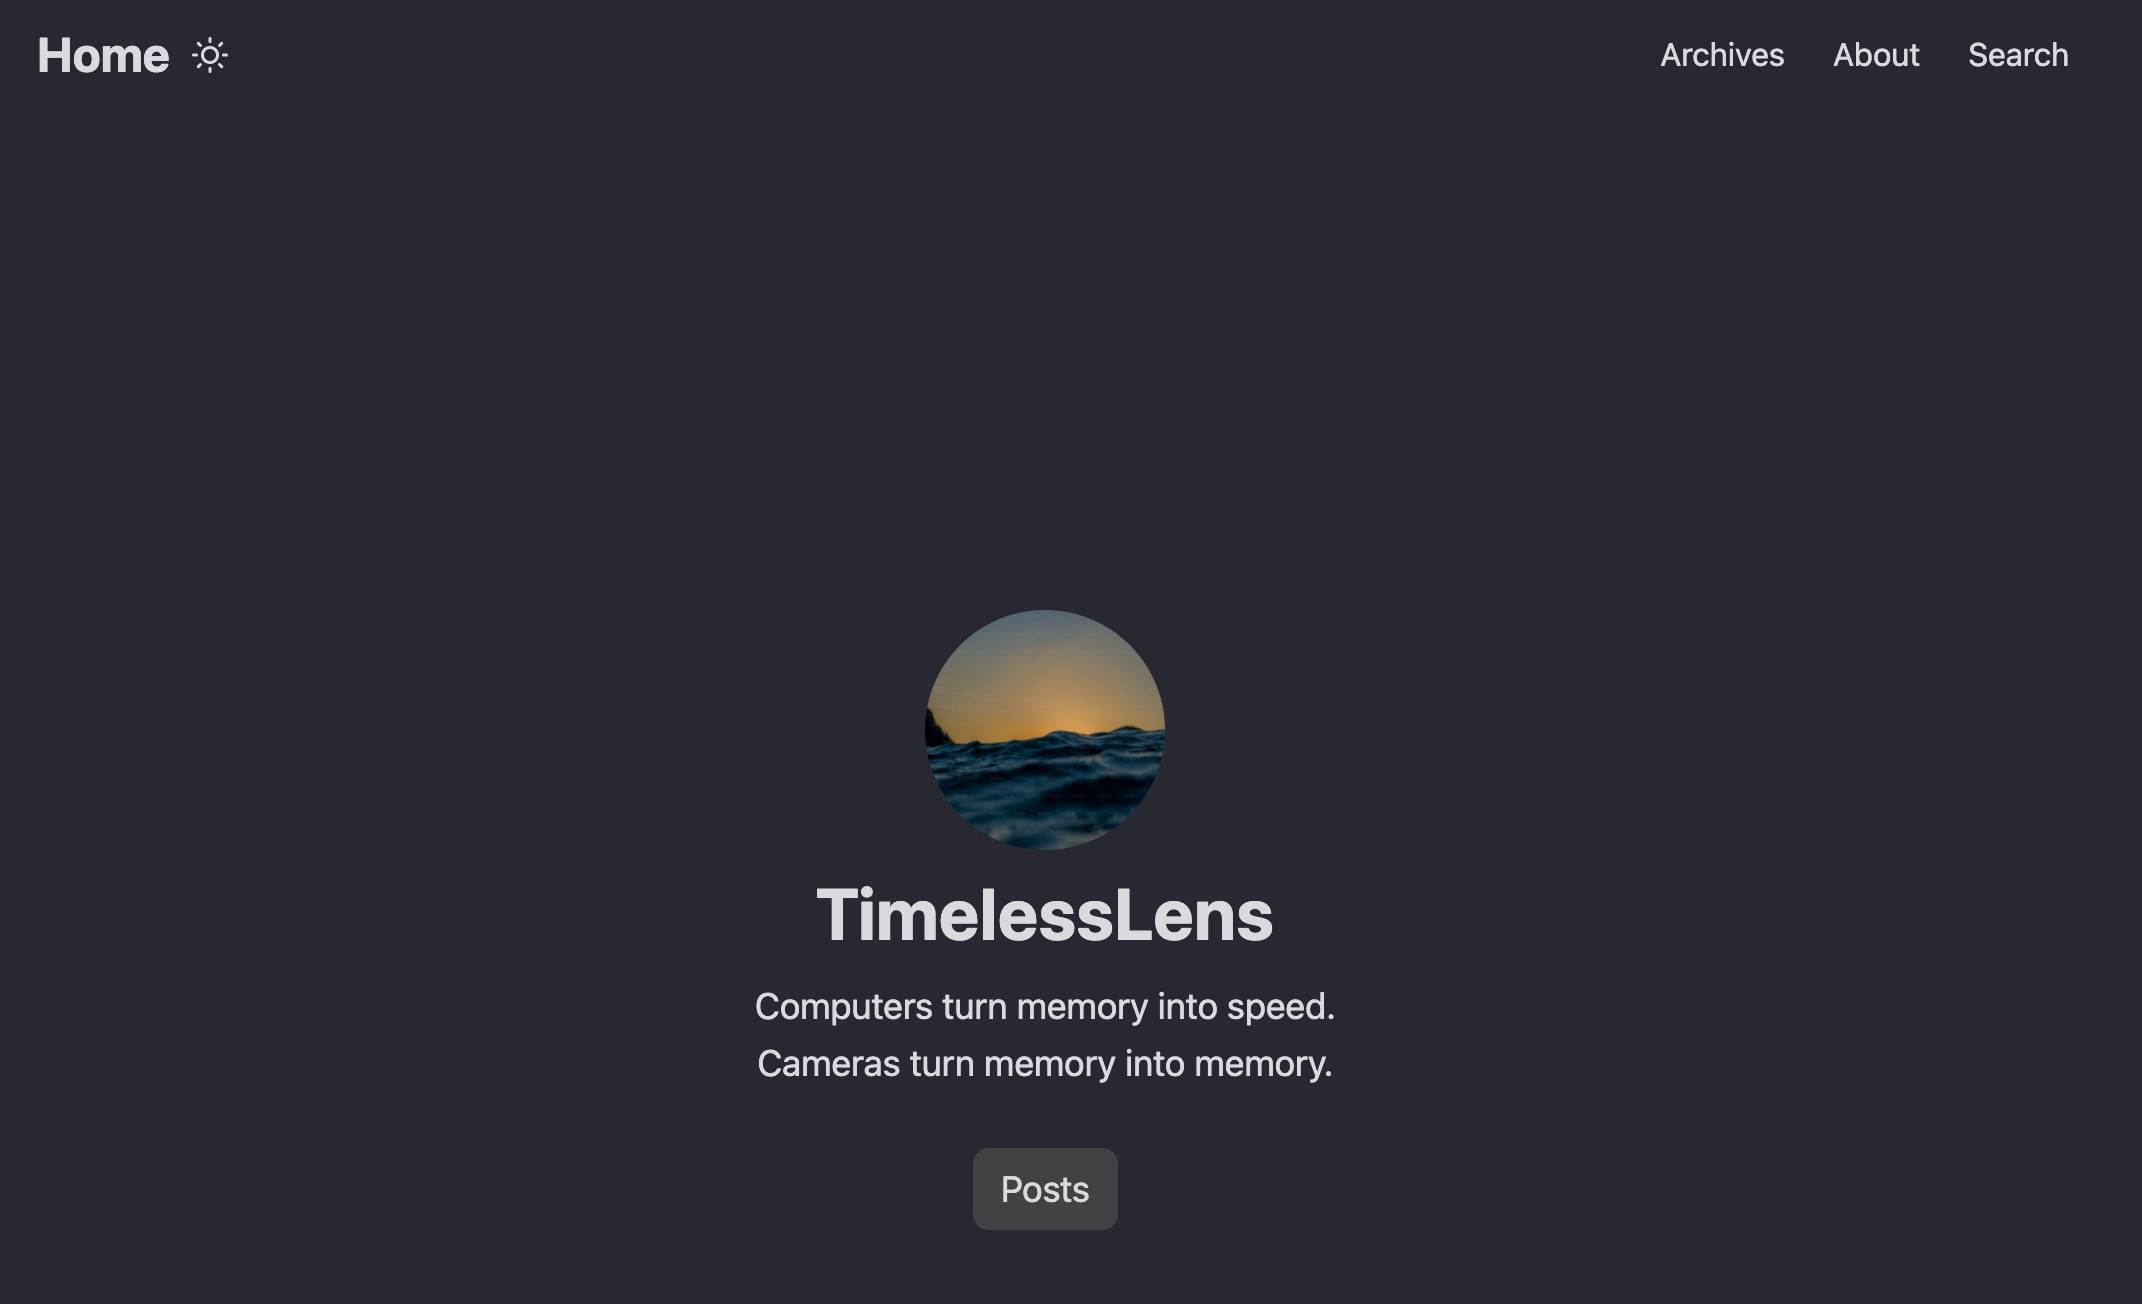 Home
Archives About Search
TimelessLens
Computers turn memory into speed.
Cameras turn memory into memory.
Posts